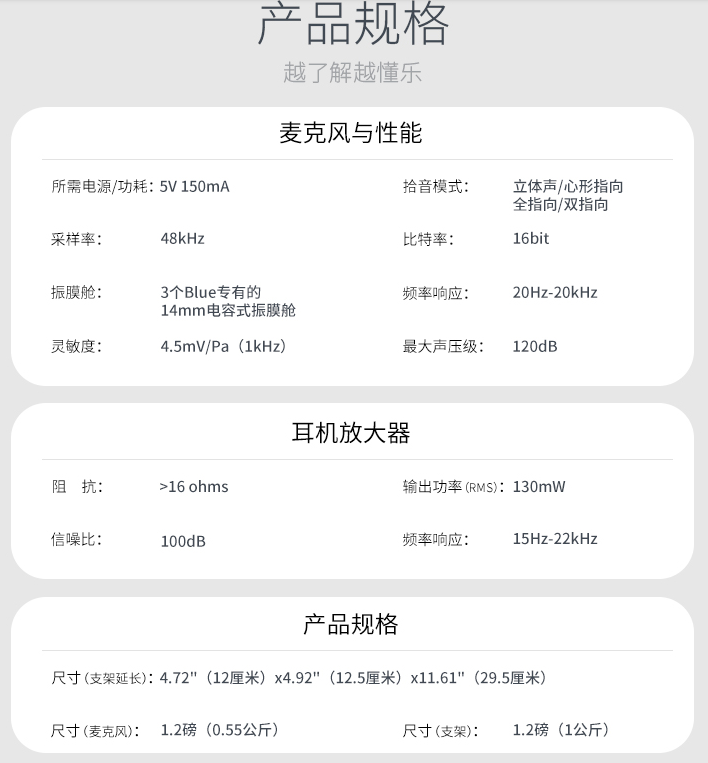 产品规格
越了解越懂乐
麦克风与性能
所需电源/功耗：5V 150mA
拾音模式：立体声/心形指向
全指向/双指向
采样率：48kHz
比特率：16bit
振膜舱：3个Blue专有的
14mm电容式振膜舱
频率响应：20Hz-20kHz
灵敏度：4.5mV/Pa（1kHz）
最大声压级：120dB
耳机放大器
阻 抗：>16 ohms
输出功率(RMS)：130mW
信噪比：100dB
频率响应：15Hz-22kHz
产品规格
尺寸（支架延长）：4.72"（12厘米）x4.92"（12.5厘米）x11.61"（29.5厘米）
尺寸（麦克风）：1.2磅（0.55公斤）
尺寸（支架）：1.2磅（1公斤）